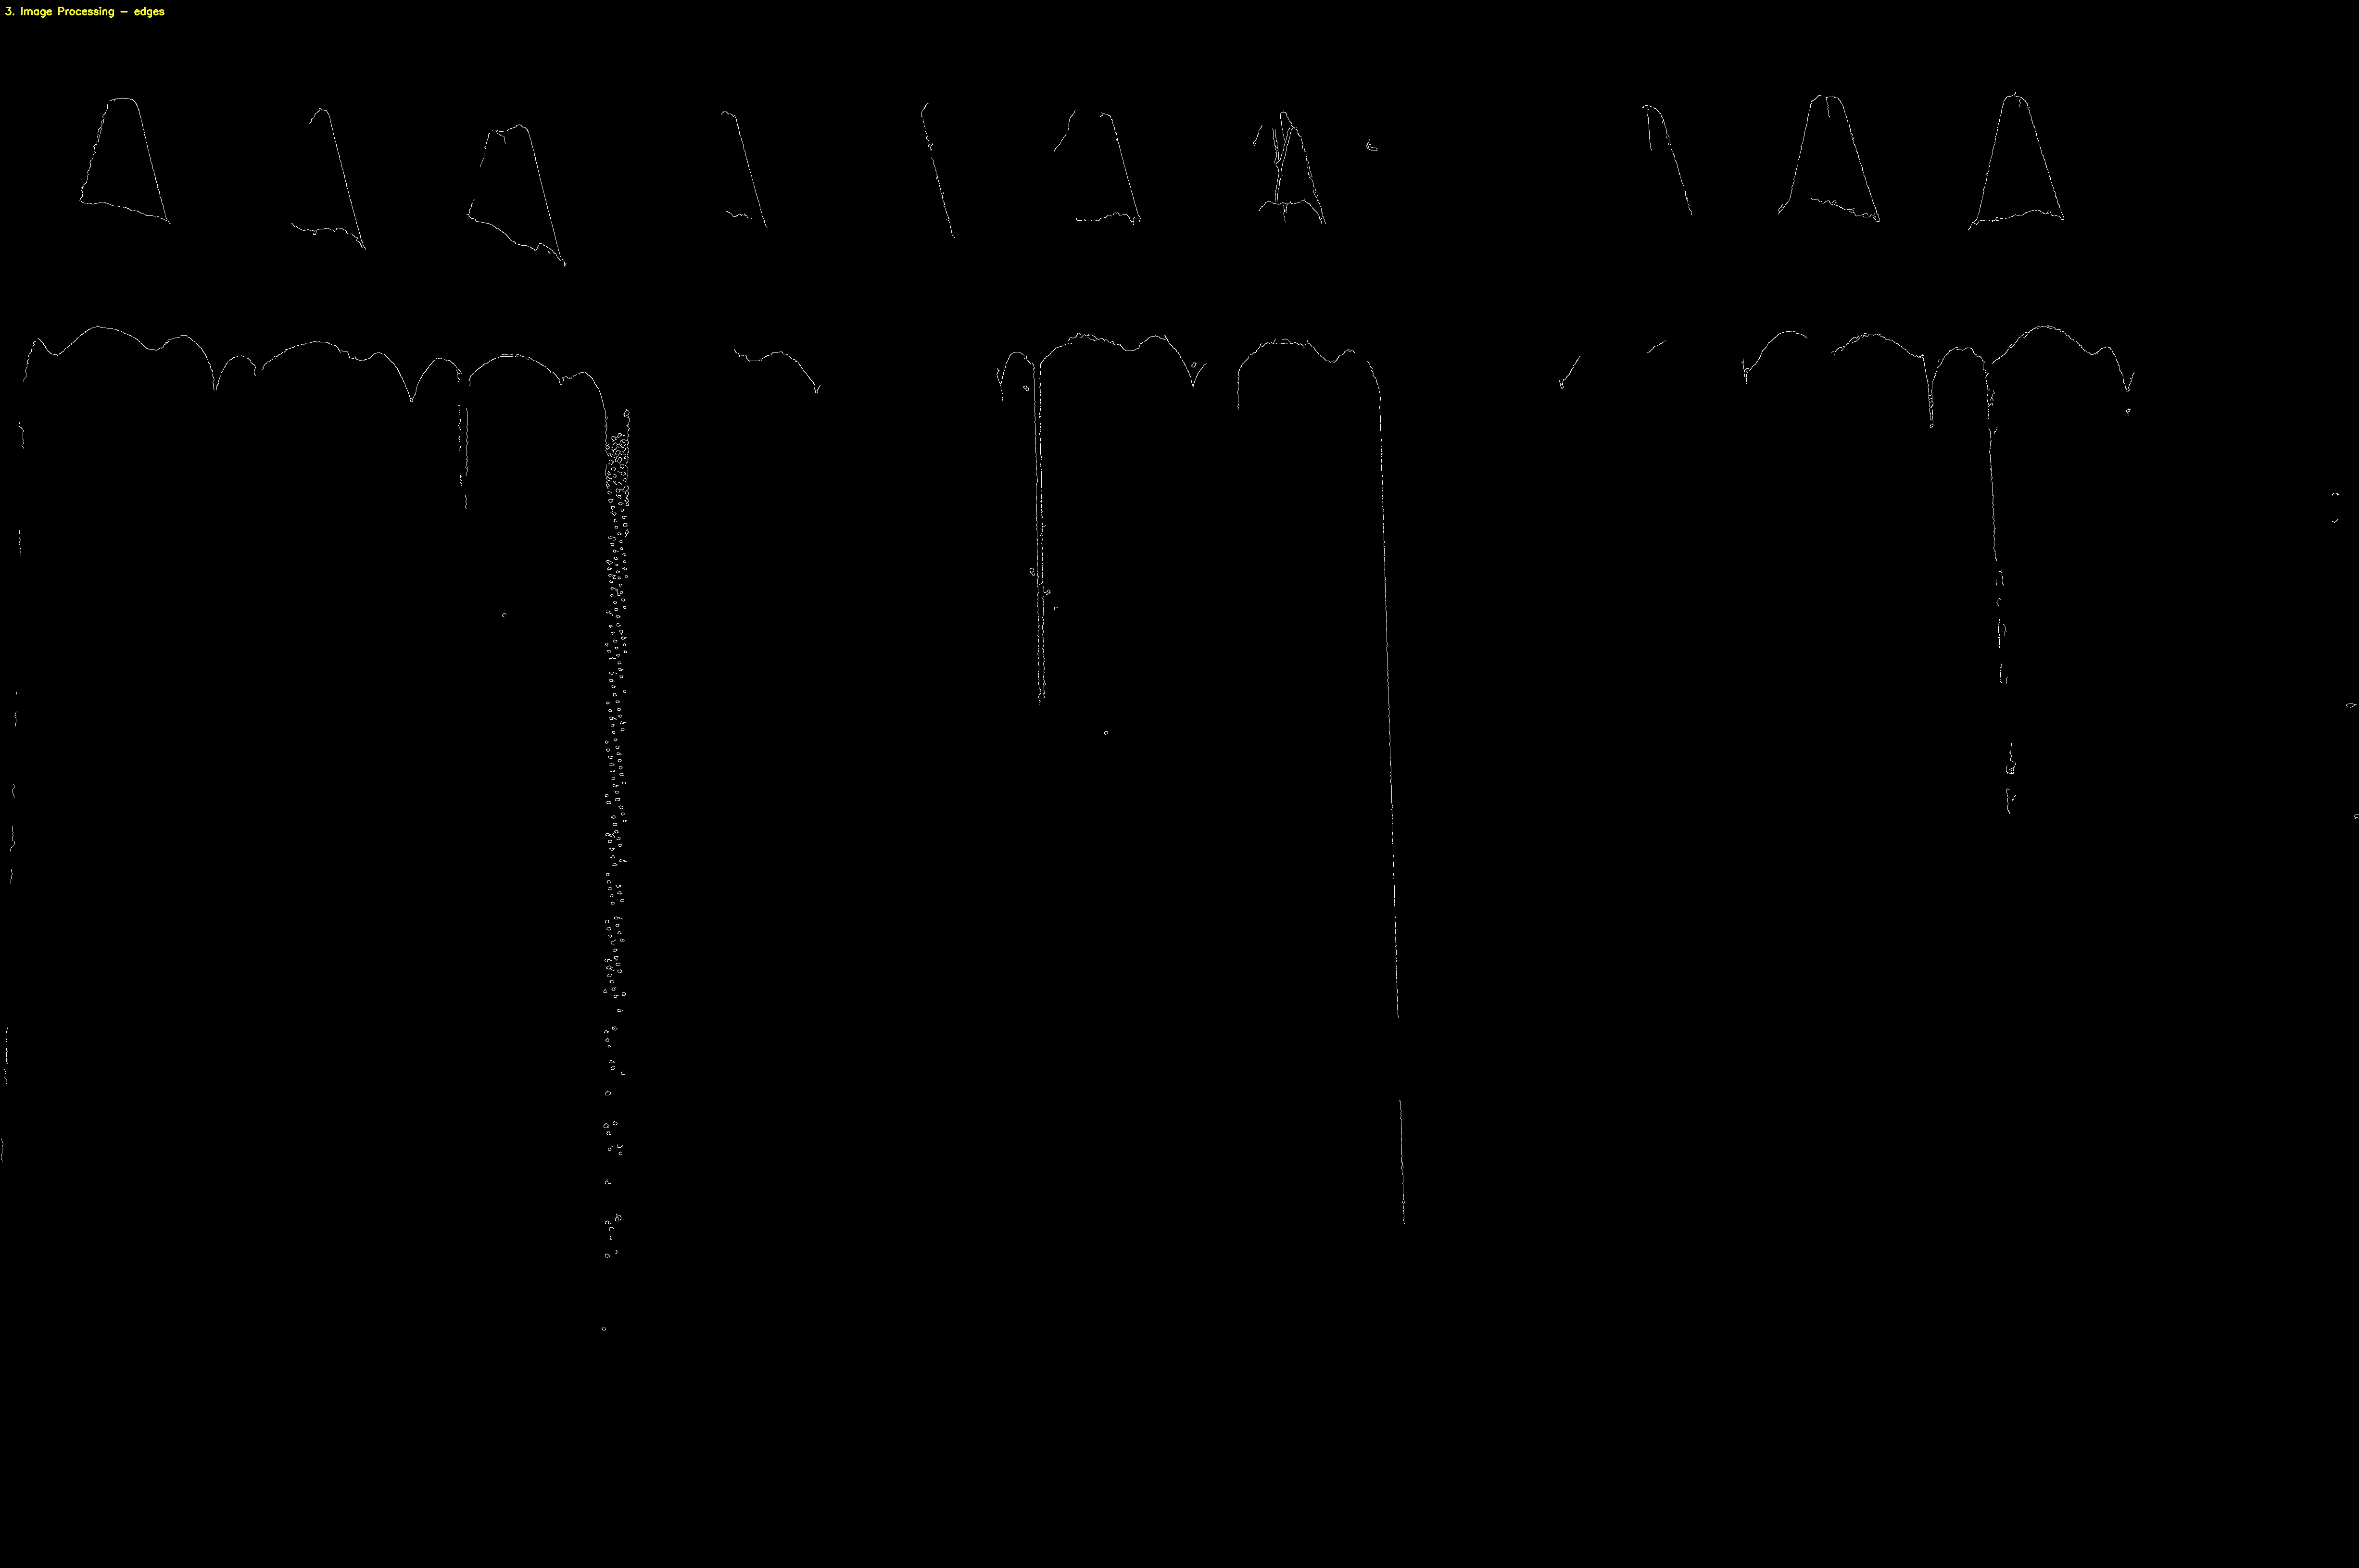 3. Image Processing — edges